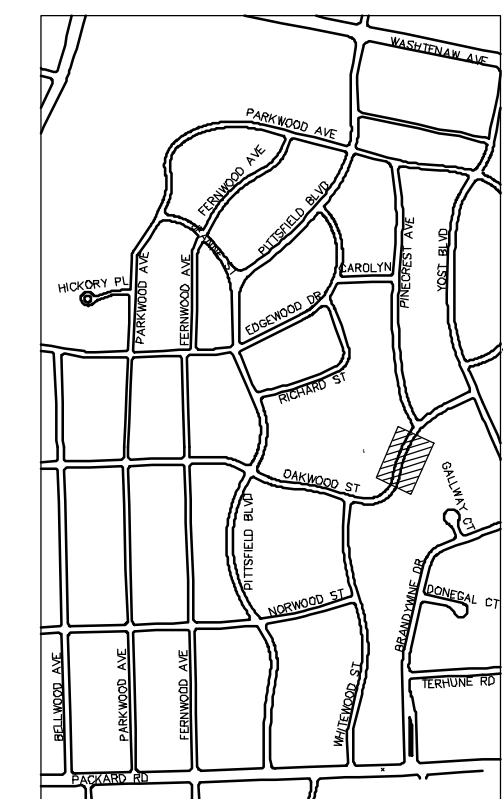 WASHTENAW AVE
PARKWOOD AVE
FERNWOOD AVE
PITTSFIELD BLVD
PINECREST AVE
YOST BLVD
CAROLYN
HICKORY PL
PARKWOOD AVE
FERNWOOD AVE
EDGEWOOD DR
RICHARD ST
OAKWOOD ST
GALLWAY CT
PITTSFIELD BLVD
BRANDYWINE DR
DONEGAL CT
NORWOOD ST
BELLWOOD AVE
PARKWOOD AVE
FERNWOOD AVE
WHITEWOOD ST
TERHUNE RD
PACKARD RD